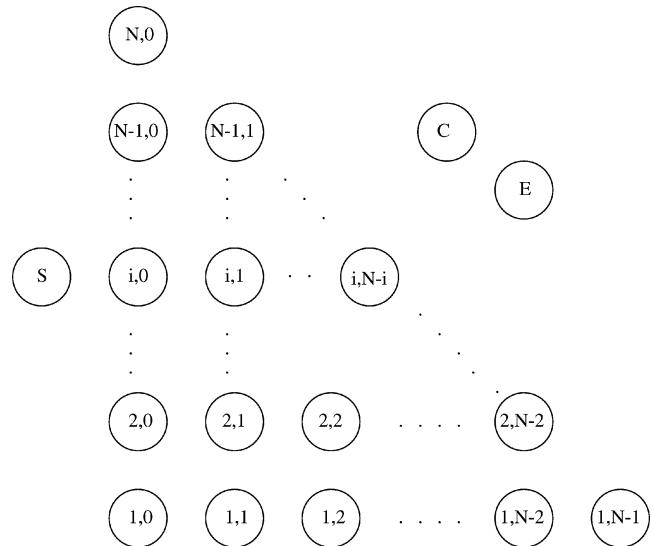 N,0
N-1,0 N-1,1 C
E
S i,0 i,1 . . i,N-i
2,0 2,1 2,2 . . . . 2,N-2
1,0 1,1 1,2 . . . . 1,N-2 1,N-1